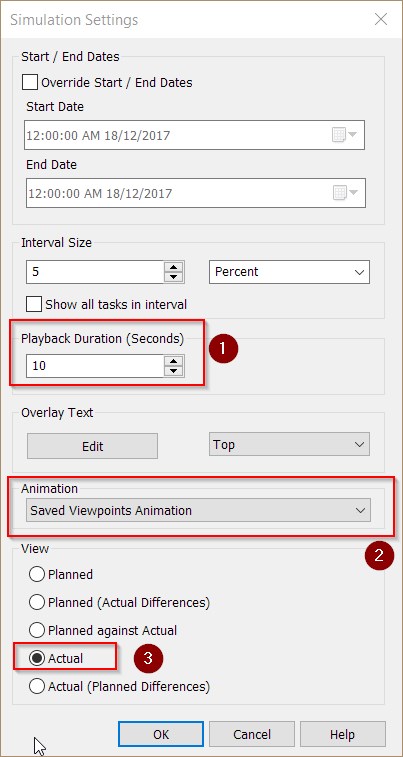 Simulation Settings
Start / End Dates
Override Start / End Dates
Start Date
12:00:00 AM 18/12/2017
End Date
12:00:00 AM 18/12/2017
Interval Size
5 Percent
Show all tasks in interval
Playback Duration (Seconds)
1
10
Overlay Text
Edit Top
Animation
Saved Viewpoints Animation
2
View
Planned
Planned (Actual Differences)
Planned against Actual
Actual 3
Actual (Planned Differences)
OK Cancel Help